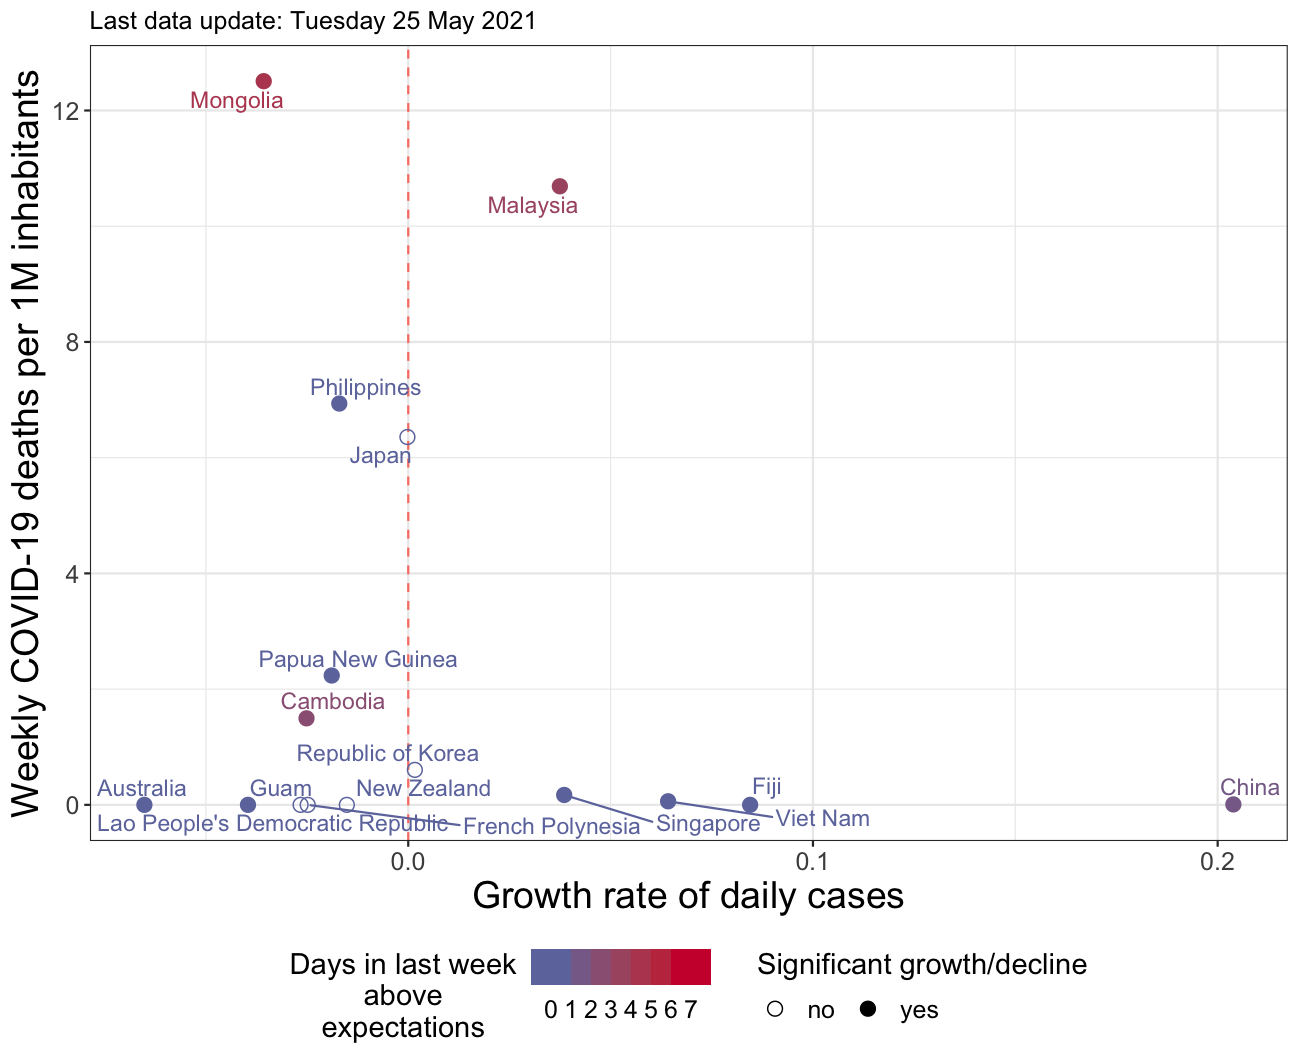 Last data update: Tuesday 25 May 2021
Weekly COVID-19 deaths per 1M inhabitants
12
8
4
0
Mongolia
Malaysia
Philippines
Japan
Papua New Guinea
Cambodia
Republic of Korea
Australia
Guam
New Zealand
Fiji
China
Lao People's Democratic Republic
French Polynesia
Singapore
Viet Nam
0.0
0.1
0.2
Growth rate of daily cases
Days in last week
above
expectations
0 1 2 3 4 5 6 7
Significant growth/decline
no
yes